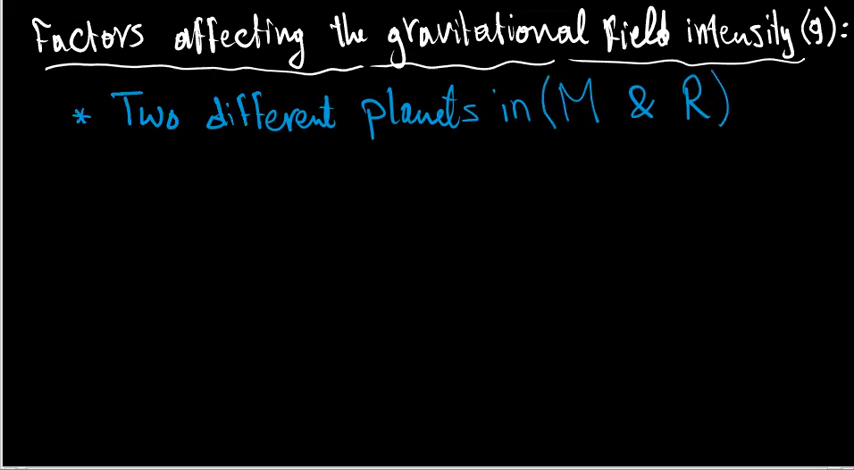 Factors affecting the gravitational field intensity (g):
* Two different planets in (M & R)